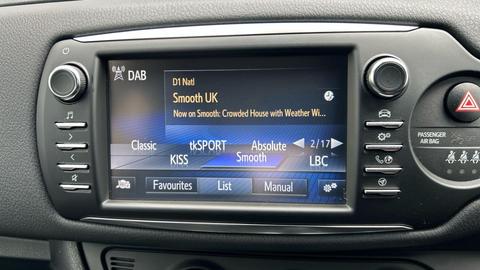 DAB
D1 Natl
Smooth UK
Now on Smooth: Crowded House with Weather Wi...
Classic tkSPORT Absolute 2/17
KISS Smooth LBC
Favourites List Manual
PASSENGER
AIR BAG